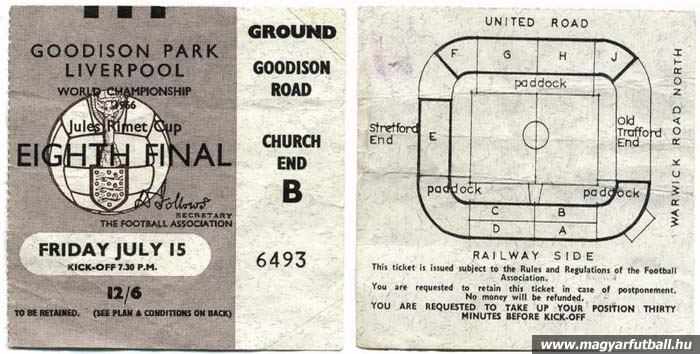 GOODISON PARK
LIVERPOOL
WORLD CHAMPIONSHIP
1966
Jules Rimet Cup
EIGHTH FINAL
SECRETARY
THE FOOTBALL ASSOCIATION
FRIDAY JULY 15
KICK-OFF 7.30 P.M.
12/6
TO BE RETAINED. (SEE PLAN & CONDITIONS ON BACK)
GROUND
GOODISON
ROAD
CHURCH
END
B
6493
UNITED ROAD
F G H J
paddock
Stretford
End
E
Old
Trafford
End
WARWICK ROAD NORTH
paddock paddock
C B
D A
RAILWAY SIDE
This ticket is issued subject to the Rules and Regulations of the Football
Association.
You are requested to retain this ticket in case of postponement.
No money will be refunded.
YOU ARE REQUESTED TO TAKE UP YOUR POSITION THIRTY
MINUTES BEFORE KICK-OFF
www.magyarfutball.hu